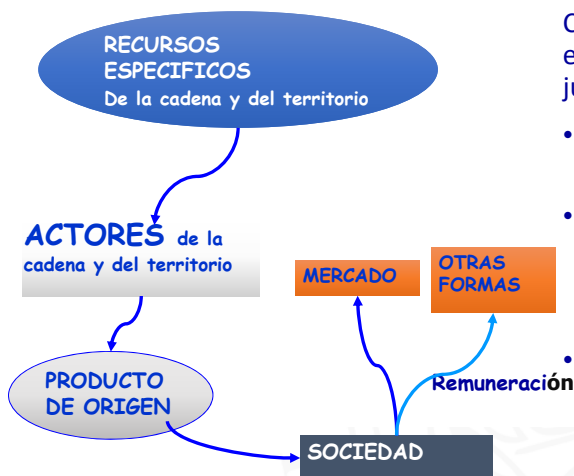 RECURSOS
ESPECIFICOS
De la cadena y del territorio
ACTORES de la
cadena y del territorio
MERCADO
OTRAS
FORMAS
Remuneración
PRODUCTO
DE ORIGEN
SOCIEDAD